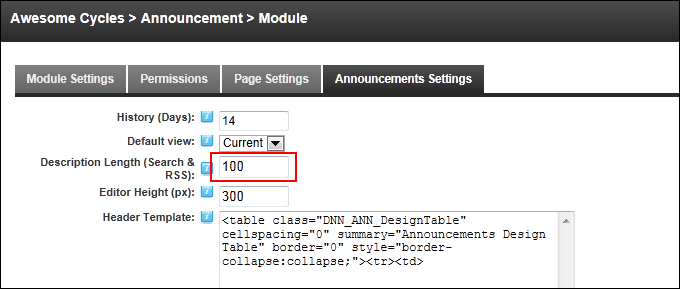 Awesome Cycles > Announcement > Module
Module Settings Permissions Page Settings Announcements Settings
History (Days): 14
Default view: Current
Description Length (Search &
RSS): 100
Editor Height (px): 300
Header Template: <table class="DNN_ANN_DesignTable"
cellspacing="0" summary="Announcements Design
Table" border="0" style="border-
collapse:collapse;"><tr><td>